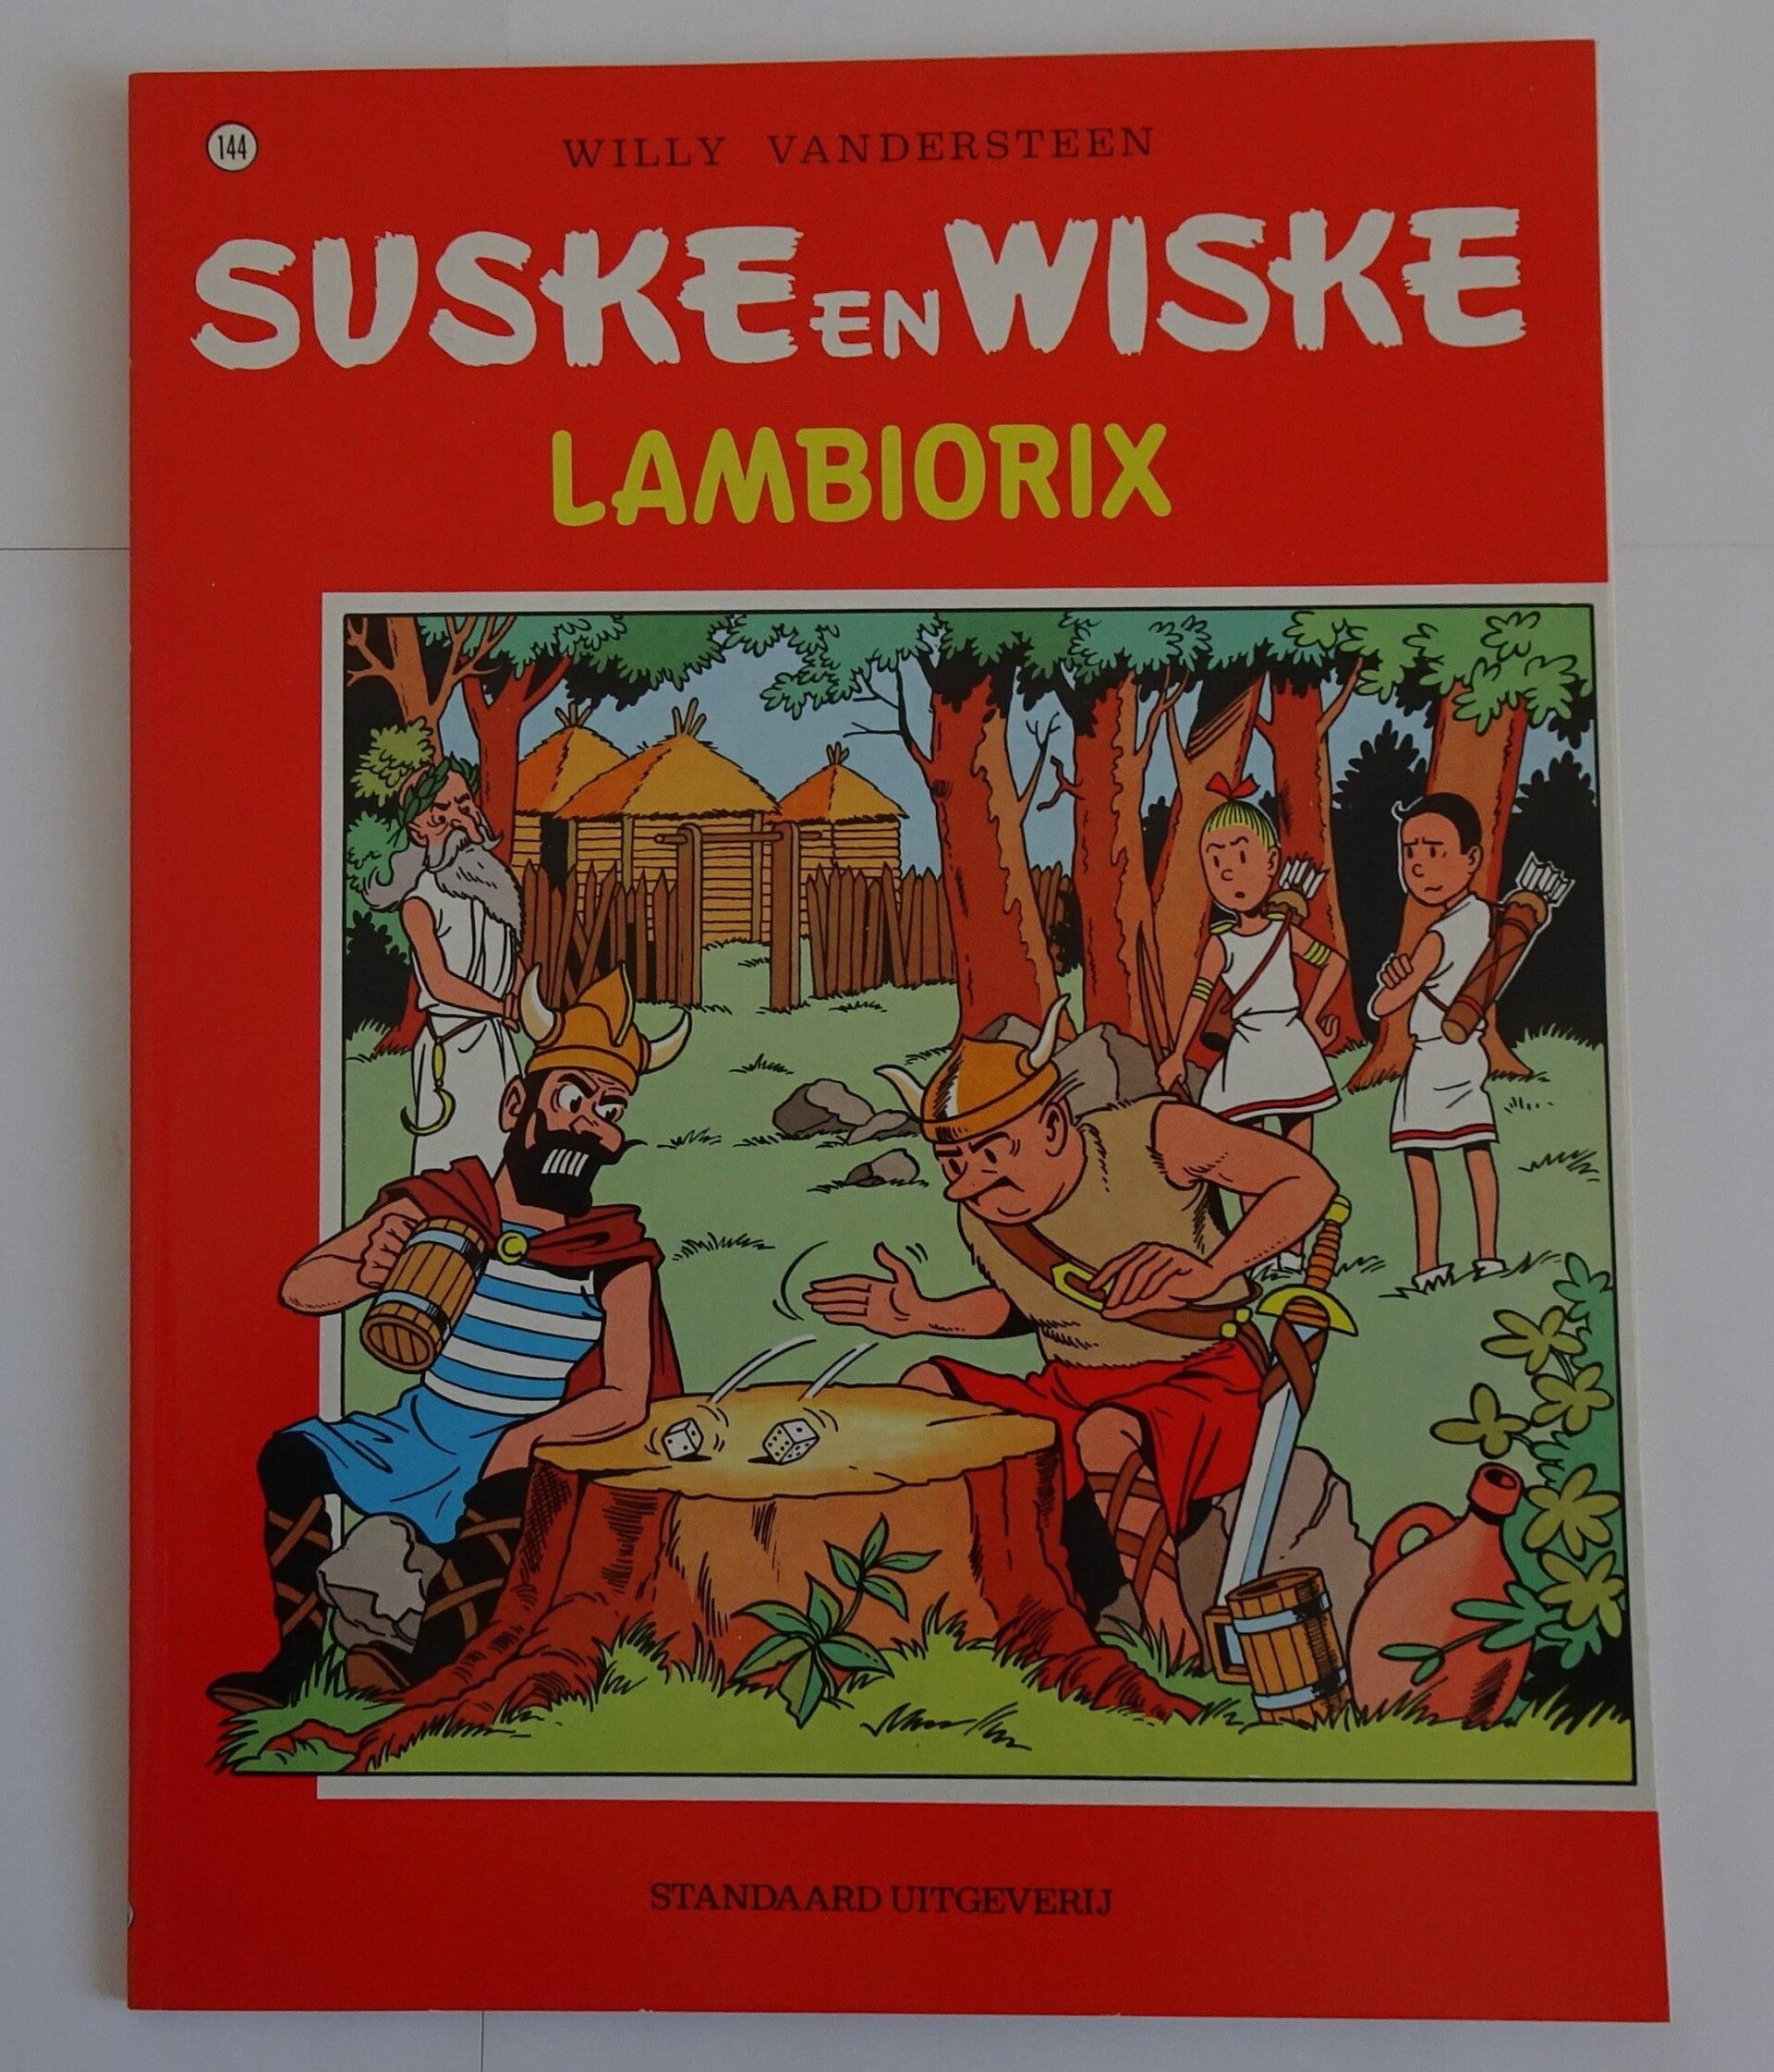 144
WILLY VANDERSTEEN
SUSKE EN WISKE
LAMBIORIX
STANDAARD UITGEVERIJ